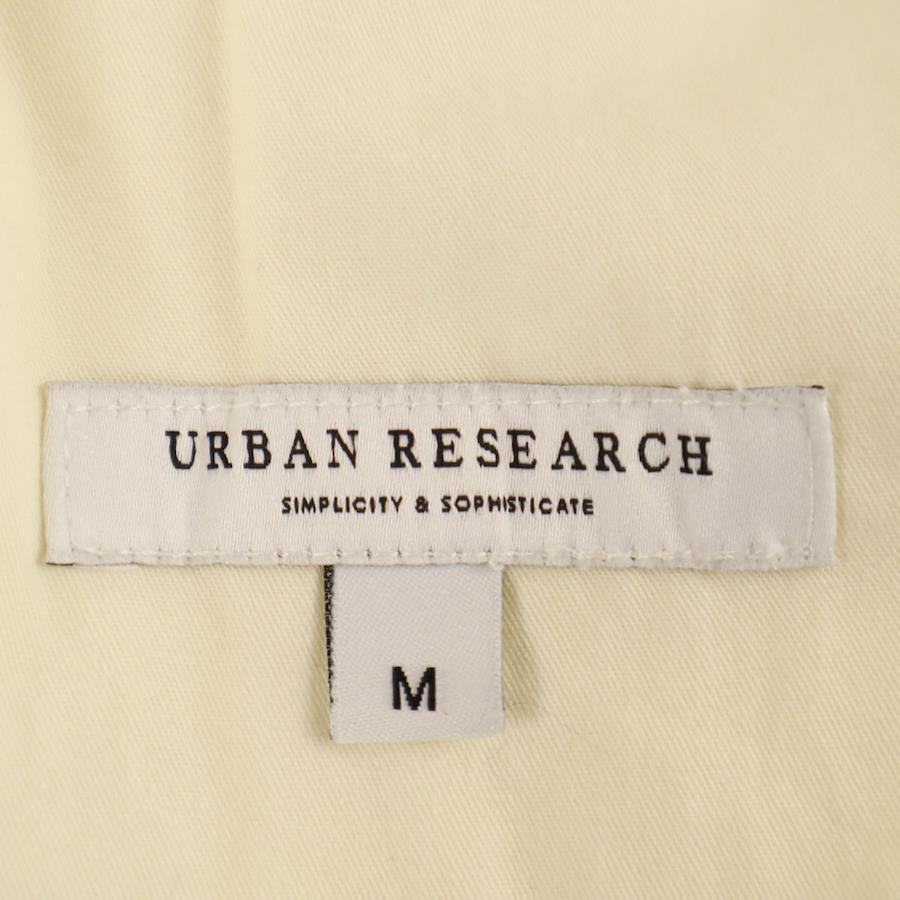 URBAN RESEARCH
SIMPLICITY & SOPHISTICATE
M